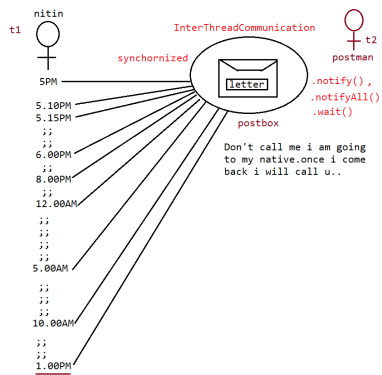 nitin
t1
InterThreadCommunication
t2
synchornized
postman
5PM
letter
.notify() ,
.notifyAll()
.wait()
5.10PM
5.15PM
postbox
;;
;;
6.00PM
Don't call me i am going
to my native.once i come
back i will call u..
;;
8.00PM
;;
12.00AM
;;
;;
;;
;;
5.00AM
;;
;;
;;
10.00AM
;;
;;
1.00PM